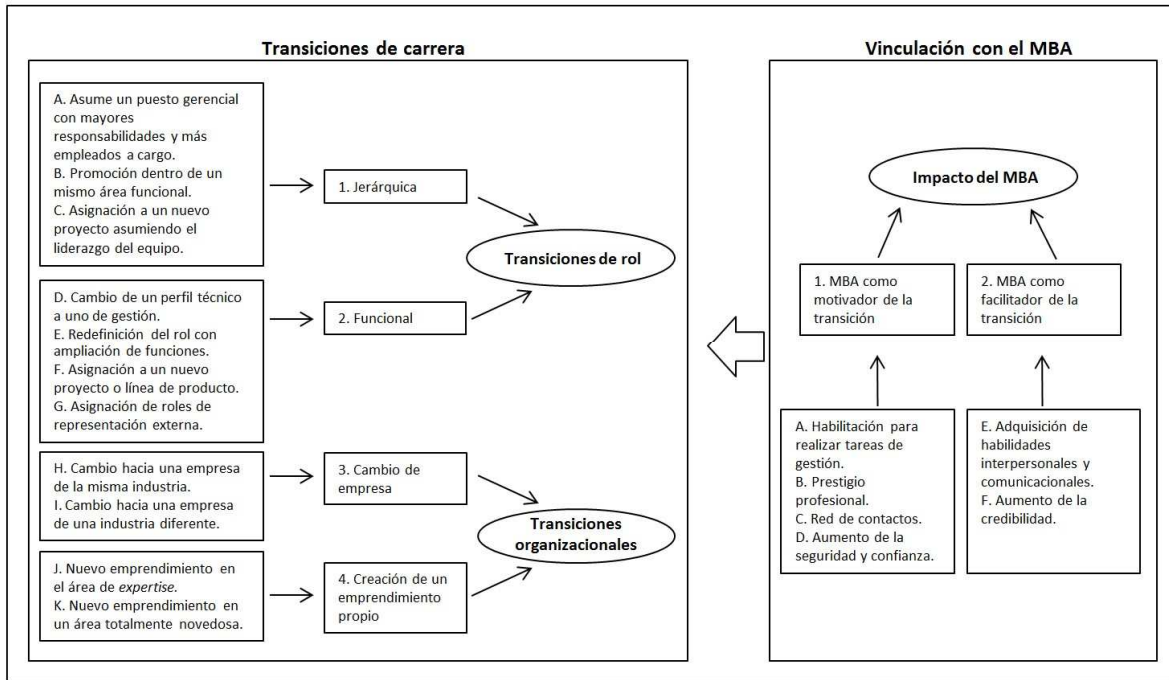 Transiciones de carrera
A. Asume un puesto gerencial
con mayores
responsabilidades y más
empleados a cargo.
B. Promoción dentro de un
mismo área funcional.
C. Asignación a un nuevo
proyecto asumiendo el
liderazgo del equipo.
1. Jerárquica
Transiciones de rol
D. Cambio de un perfil técnico
a uno de gestión.
E. Redefinición del rol con
ampliación de funciones.
F. Asignación a un nuevo
proyecto o línea de producto.
G. Asignación de roles de
representación externa.
2. Funcional
H. Cambio hacia una empresa
de la misma industria.
I. Cambio hacia una empresa
de una industria diferente.
3. Cambio de
empresa
Transiciones
organizacionales
J. Nuevo emprendimiento en
el área de expertise.
K. Nuevo emprendimiento en
un área totalmente novedosa.
4. Creación de un
emprendimiento
propio
Vinculación con el MBA
Impacto del MBA
1. MBA como
motivador de la
transición
2. MBA como
facilitador de la
transición
A. Habilitación para
realizar tareas de
gestión.
B. Prestigio
profesional.
C. Red de contactos.
D. Aumento de la
seguridad y confianza.
E. Adquisición de
habilidades
interpersonales y
comunicacionales.
F. Aumento de la
credibilidad.